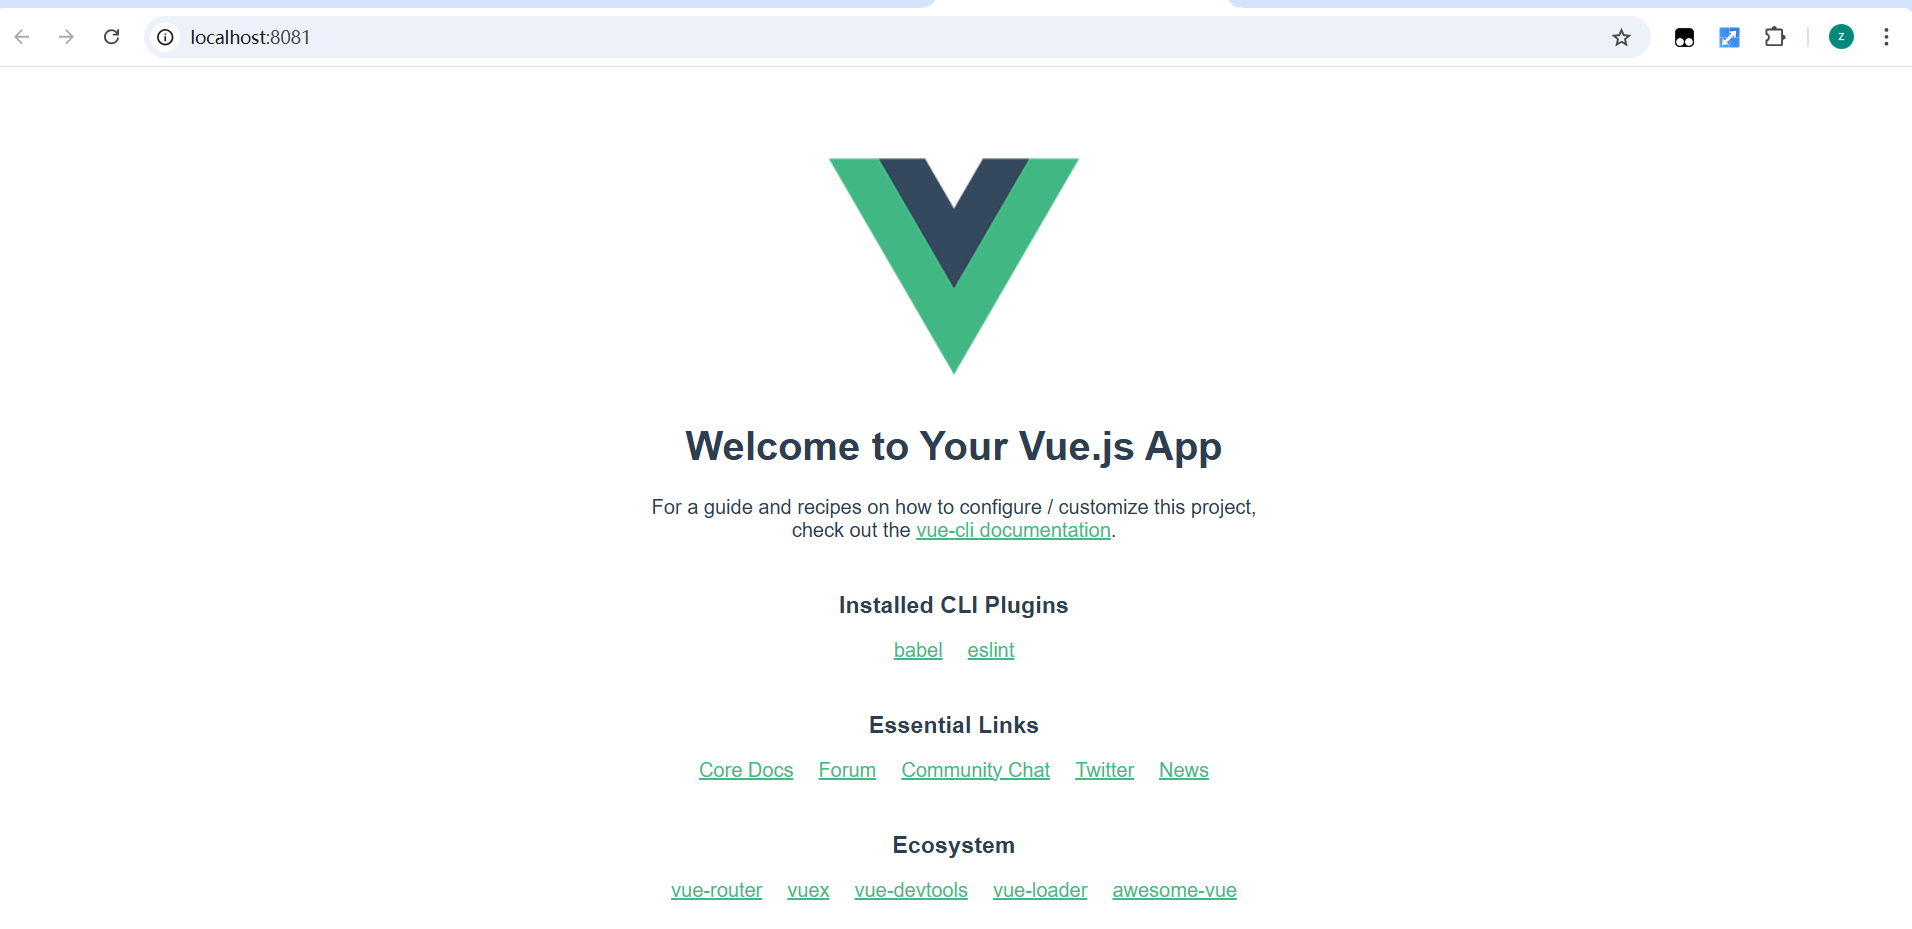 localhost:8081
Z
Welcome to Your Vue.js App
For a guide and recipes on how to configure / customize this project,
check out the vue-cli documentation.
Installed CLI Plugins
babel eslint
Essential Links
Core Docs Forum Community Chat Twitter News
Ecosystem
vue-router vuex vue-devtools vue-loader awesome-vue